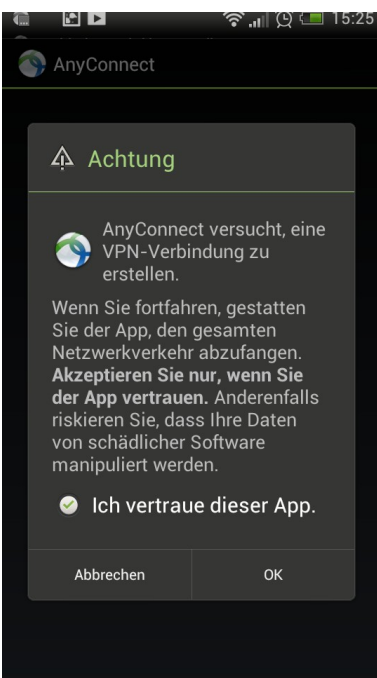 15:25
AnyConnect
Achtung
AnyConnect versucht, eine
VPN-Verbindung zu
erstellen.
Wenn Sie fortfahren, gestatten
Sie der App, den gesamten
Netzwerkverkehr abzufangen.
Akzeptieren Sie nur, wenn Sie
der App vertrauen. Anderenfalls
riskieren Sie, dass Ihre Daten
von schädlicher Software
manipuliert werden.
Ich vertraue dieser App.
Abbrechen OK